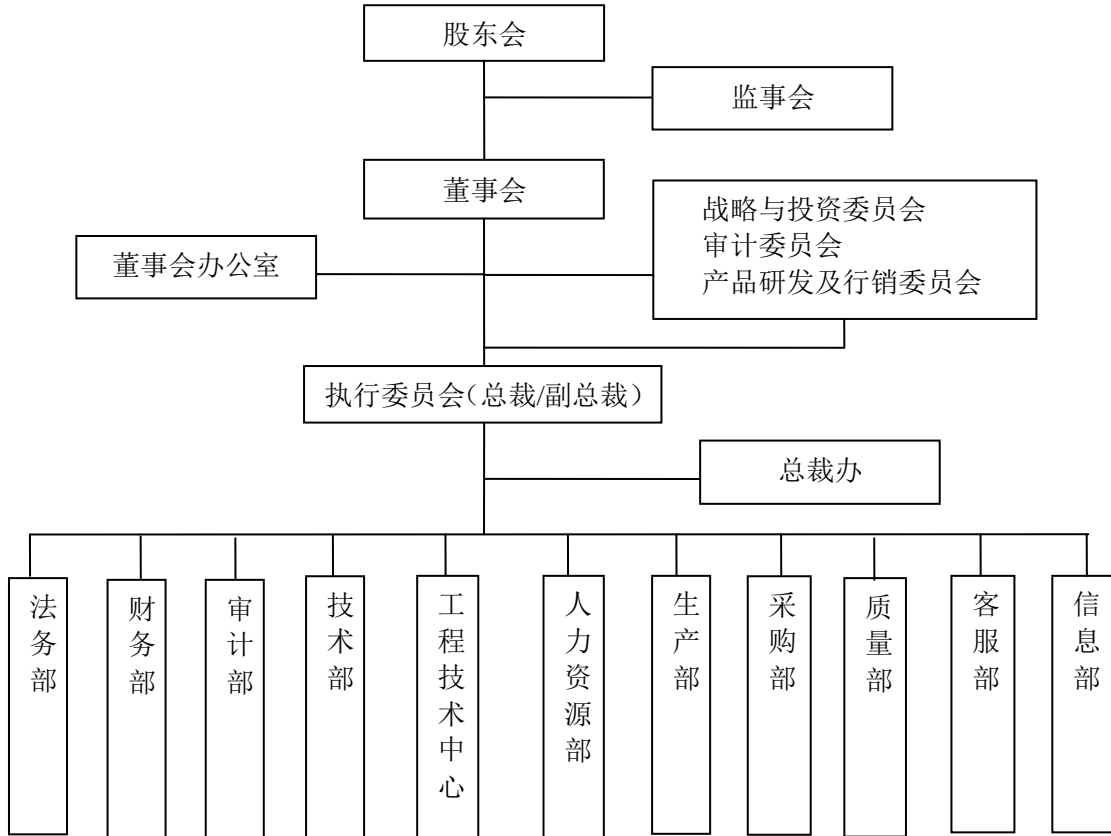 股东会
监事会
董事会
战略与投资委员会
审计委员会
产品研发及行销委员会
董事会办公室
执行委员会(总裁/副总裁)
总裁办
法务部
财务部
审计部
技术部
工程技术中心
人力资源部
生产部
采购部
质量部
客服部
信息部